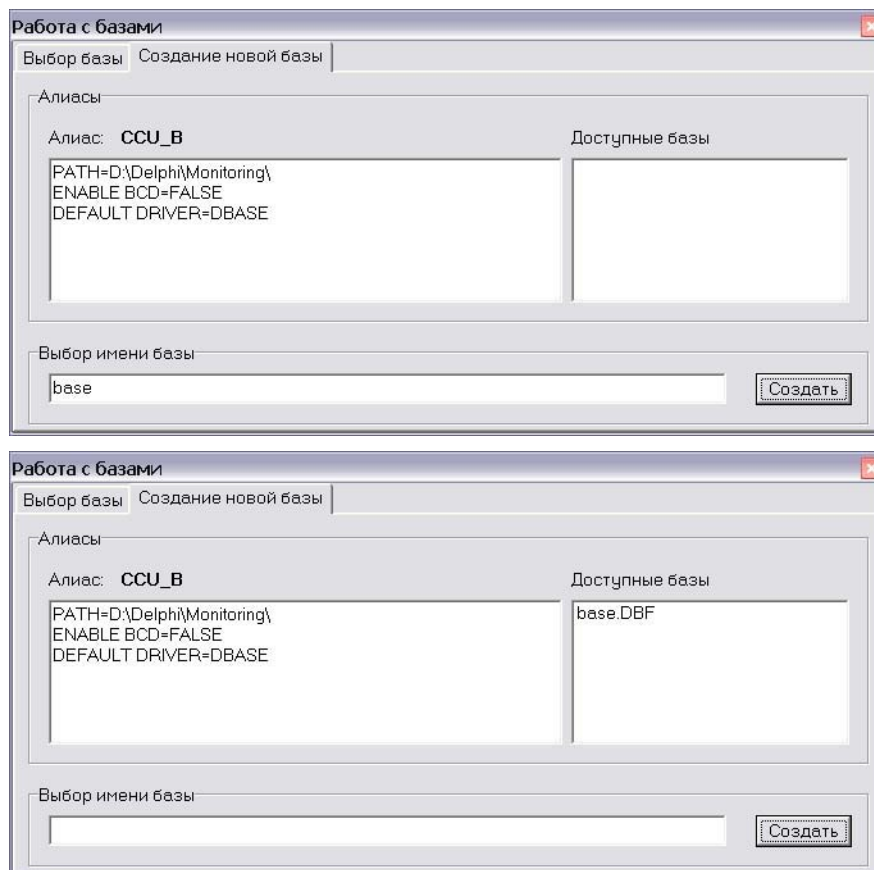 Работа с базами
Выбор базы Создание новой базы
Алиасы
Алиас: CCU_B Доступные базы
PATH=D:\Delphi\Monitoring\
ENABLE BCD=FALSE
DEFAULT DRIVER=DBASE
Выбор имени базы
base Создать
Работа с базами
Выбор базы Создание новой базы
Алиасы
Алиас: CCU_B Доступные базы
PATH=D:\Delphi\Monitoring\ base.DBF
ENABLE BCD=FALSE
DEFAULT DRIVER=DBASE
Выбор имени базы
Создать